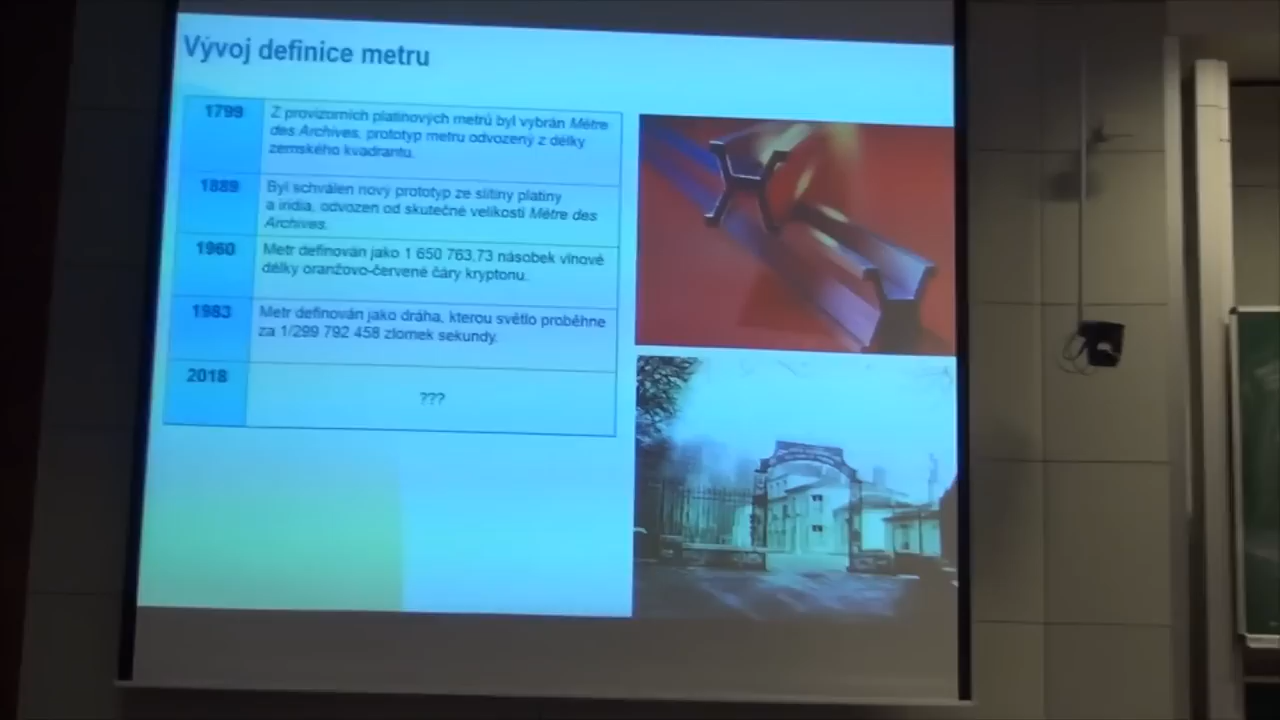 Vývoj definice metru
1799
Z provizorních platinových metrů byl vybrán Mètre
des Archives, prototyp metru odvozený z délky
zemského kvadrantu.
1889
Byl schválen nový prototyp ze slitiny platiny
a iridia, odvozen od skutečné velikosti Mètre des
Archives.
1960
Metr definován jako 1 650 763,73 násobek vlnové
délky oranžovo-červené čáry kryptonu.
1983
Metr definován jako dráha, kterou světlo proběhne
za 1/299 792 458 zlomek sekundy.
2018
???